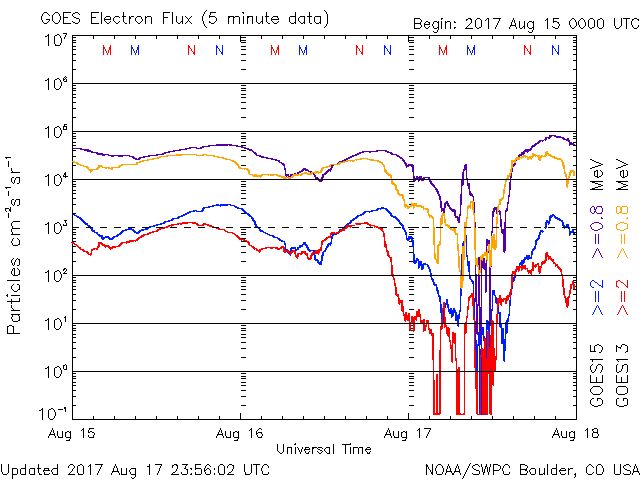 GOES Electron Flux (5 minute data)
Begin: 2017 Aug 15 0000 UTC
M M N N M M N N M M N N
10⁷
10⁶
10⁵
10⁴
10³
10²
10¹
10⁰
10⁻¹
Particles cm⁻²s⁻¹sr⁻¹
Aug 15 Aug 16 Aug 17 Aug 18
Universal Time
GOES15 >=2 >=0.8 MeV
GOES13 >=2 >=0.8 MeV
Updated 2017 Aug 17 23:56:02 UTC
NOAA/SWPC Boulder, CO USA